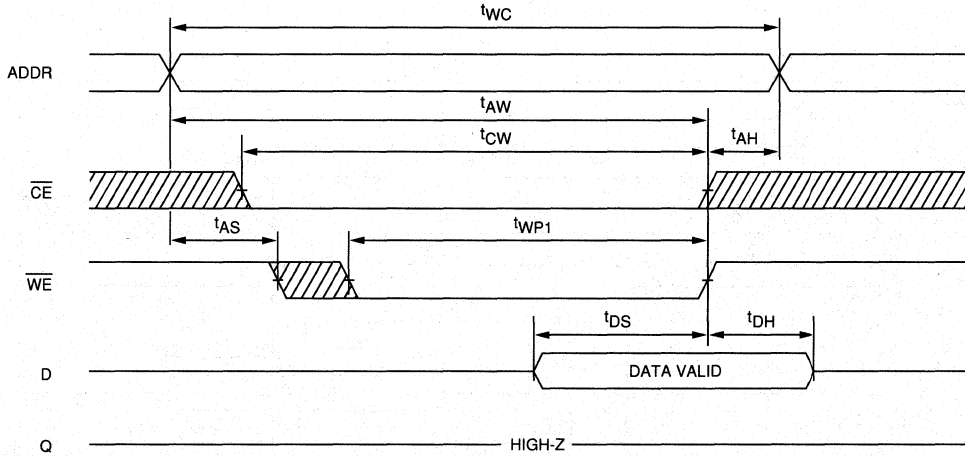 tWC
ADDR
tAW
tCW
tAH
CE
tAS
tWP1
WE
tDS
tDH
D
DATA VALID
Q
HIGH-Z